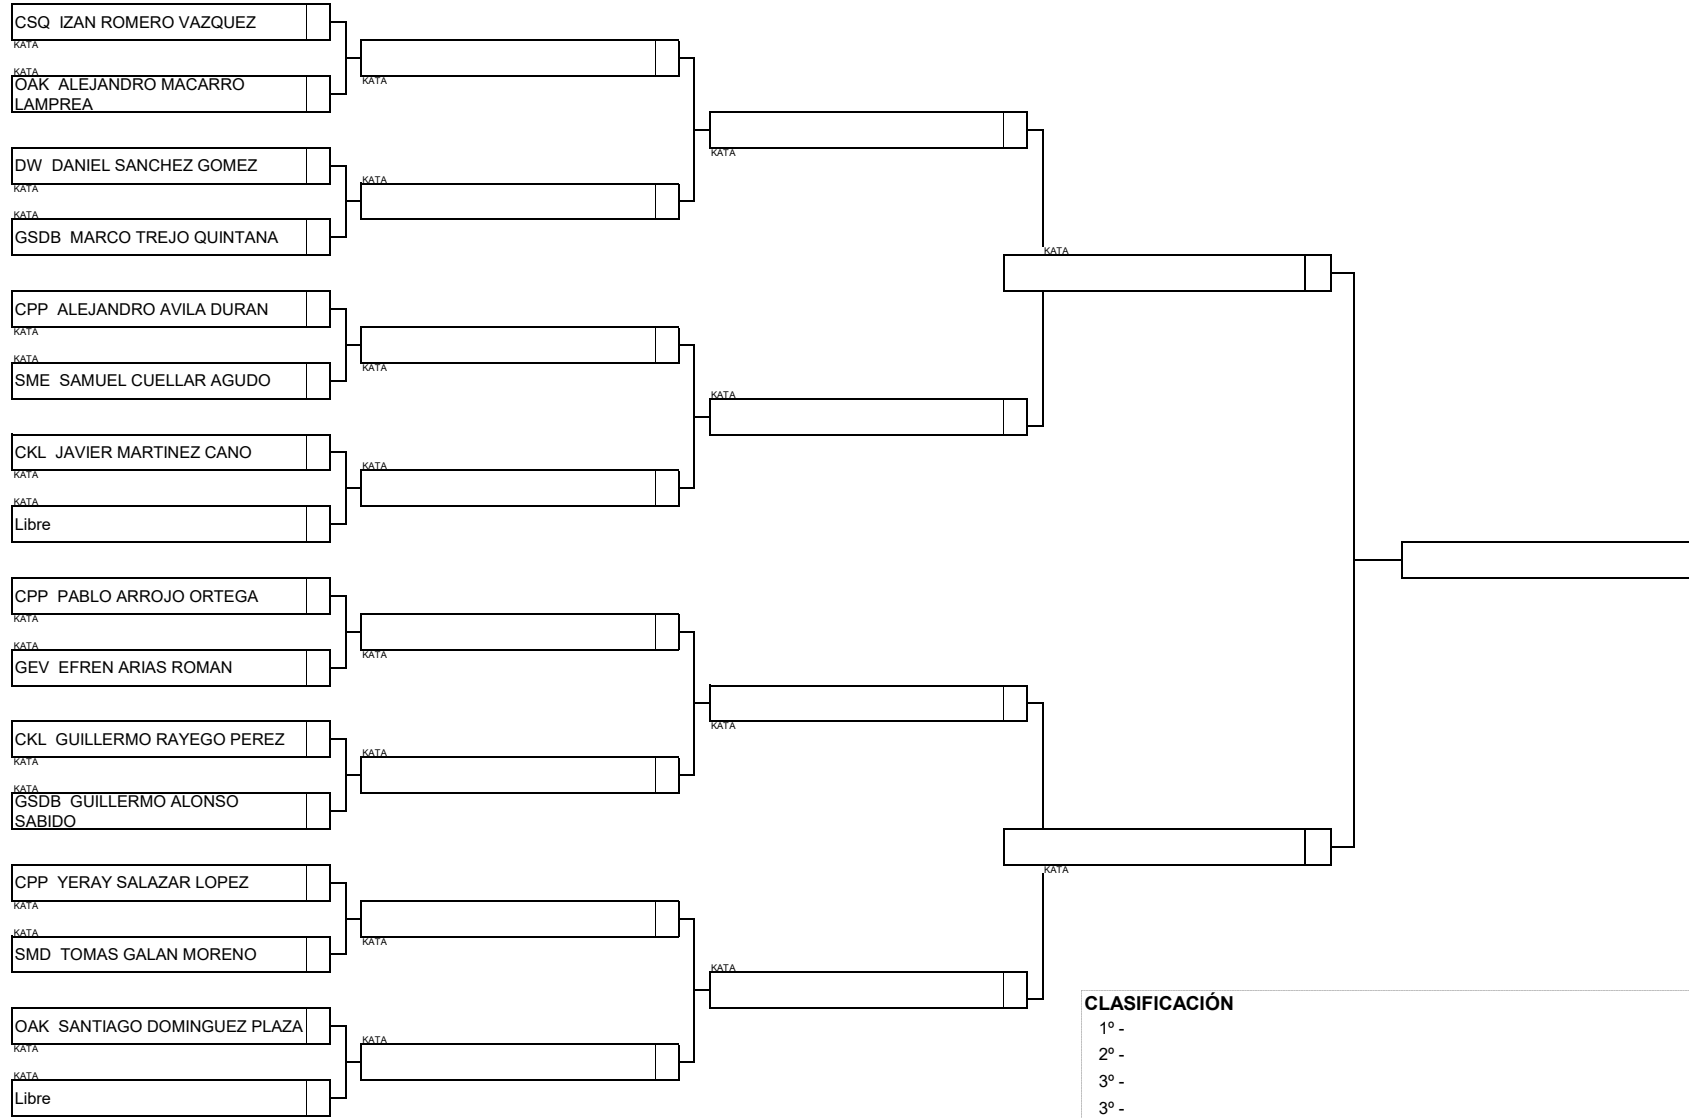 CSQ IZAN ROMERO VAZQUEZ
KATA
KATA
OAK ALEJANDRO MACARRO
LAMPREA
KATA
DW DANIEL SANCHEZ GOMEZ
KATA
KATA
GSDB MARCO TREJO QUINTANA
KATA
KATA
KATA
CPP ALEJANDRO AVILA DURAN
KATA
KATA
SME SAMUEL CUELLAR AGUDO
KATA
KATA
CKL JAVIER MARTINEZ CANO
KATA
KATA
Libre
KATA
CPP PABLO ARROJO ORTEGA
KATA
KATA
GEV EFREN ARIAS ROMAN
KATA
CKL GUILLERMO RAYEGO PEREZ
KATA
KATA
GSDB GUILLERMO ALONSO
SABIDO
KATA
KATA
KATA
CPP YERAY SALAZAR LOPEZ
KATA
KATA
SMD TOMAS GALAN MORENO
KATA
KATA
OAK SANTIAGO DOMINGUEZ PLAZA
KATA
KATA
Libre
KATA
CLASIFICACIÓN
1º -
2º -
3º -
3º -